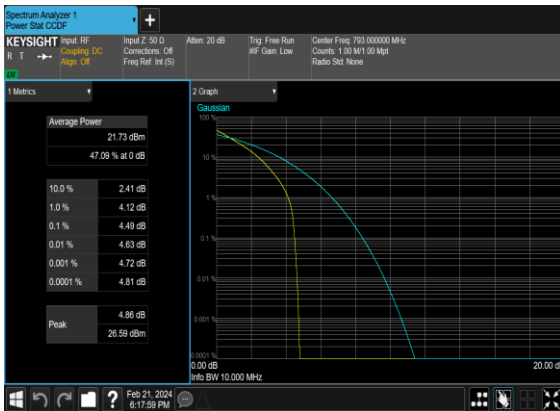 Spectrum Analyzer 1
Power Stat CCDF
KEYSIGHT
R T
LXI
Input: RF
Coupling: DC
Align: Off
Input Z: 50 Ω
Corrections: Off
Freq Ref: Int (S)
Atten: 20 dB
Trig: Free Run
#IF Gain: Low
Center Freq: 793.000000 MHz
Counts: 1.00 M/1.00 Mpt
Radio Std: None
1 Metrics
Average Power
21.73 dBm
47.09 % at 0 dB
10.0 % 2.41 dB
1.0 % 4.12 dB
0.1 % 4.49 dB
0.01 % 4.63 dB
0.001 % 4.72 dB
0.0001 % 4.81 dB
Peak
4.86 dB
26.59 dBm
2 Graph
Gaussian
100 %
10 %
1 %
0.1 %
0.01 %
0.001 %
0.0001 %
0.00 dB
20.00 d
Info BW 10.000 MHz
?
Feb 21, 2024
6:17:59 PM